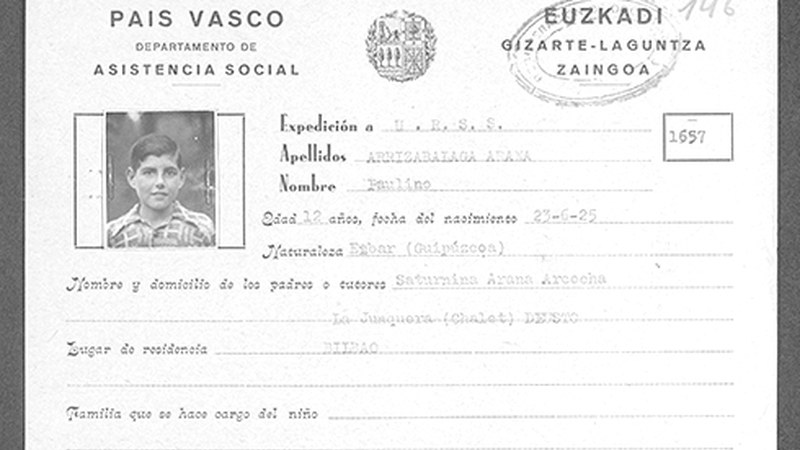 PAIS VASCO
DEPARTAMENTO DE
ASISTENCIA SOCIAL
EUZKADI
GIZARTE-LAGUNTZA
ZAINGOA
146
Expedición a U . R. S. S.
1657
Apellidos ARRIZABALAGA ARANA
Nombre Paulino
Edad 12 años, fecha del nacimiento 23-6-25
Naturaleza Eibar (Guipúzcoa)
Nombre y domicilio de los padres o tutores Saturnina Arana Arcocha
La Juaquera (Chalet) DEUSTO
Lugar de residencia BILBAO
Familia que se hace cargo del niño